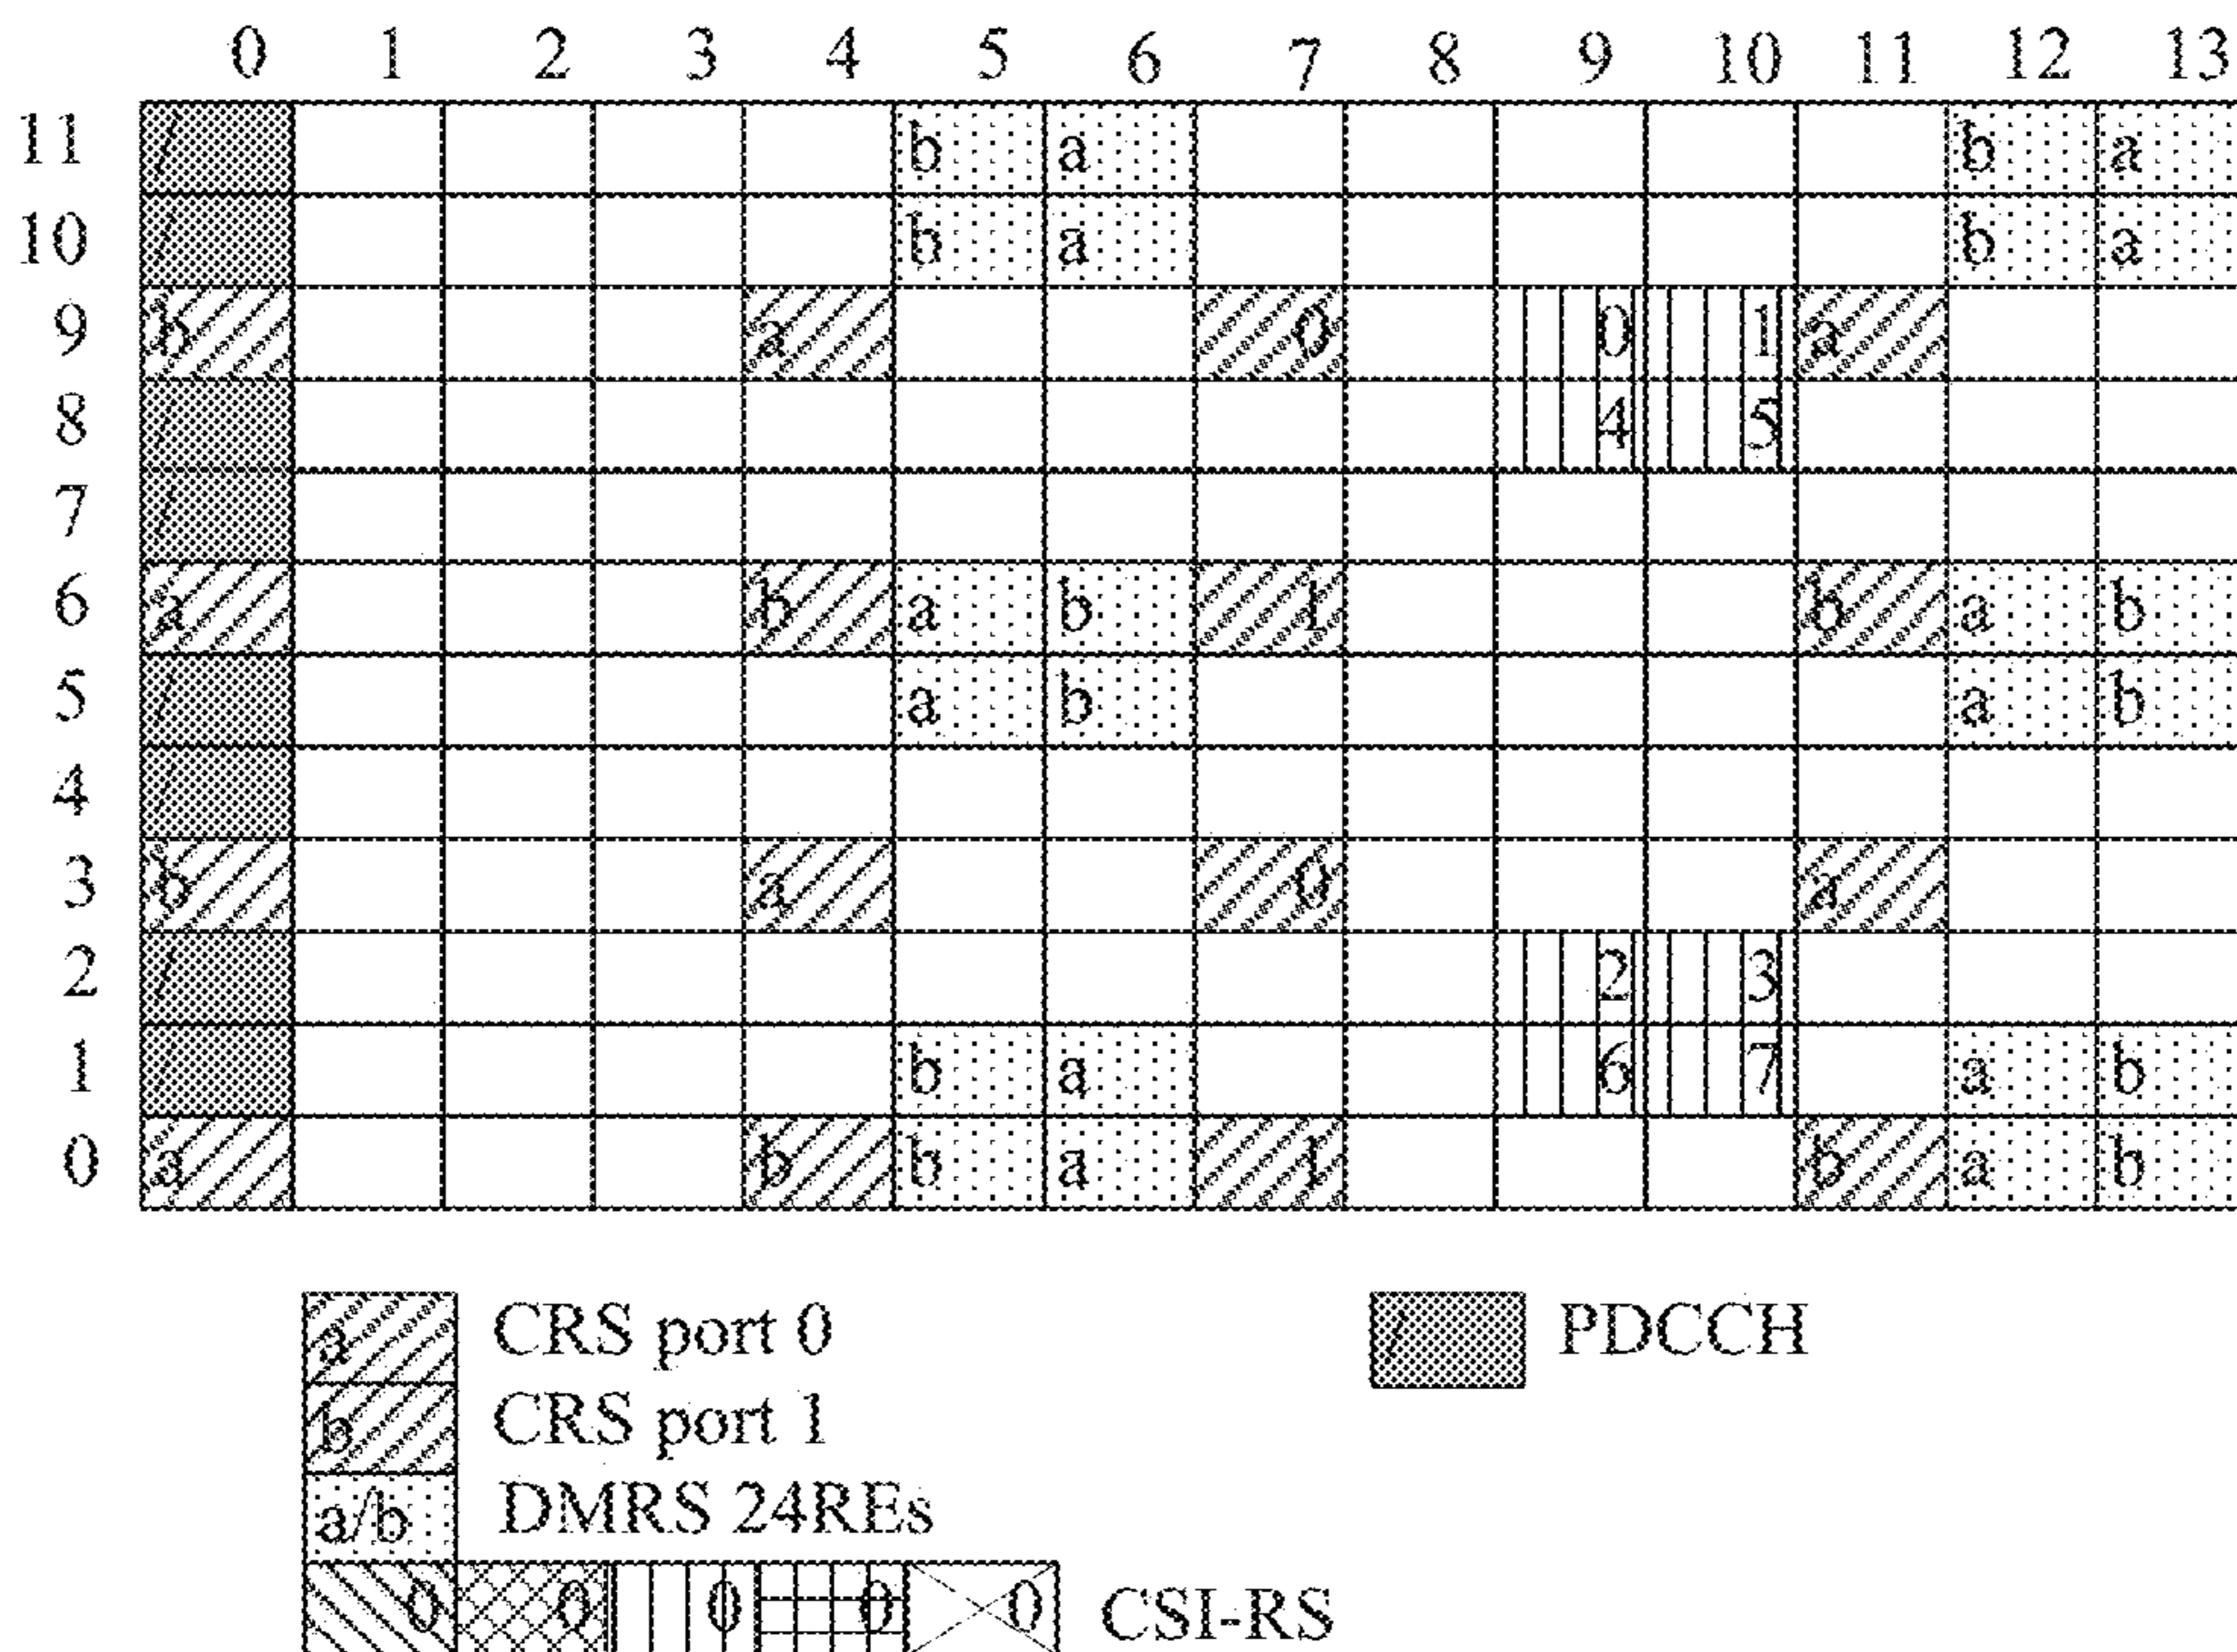 0 1 2 3 4 5 6 7 8 9 10 11 12 13
11 b a b a
10 b a b a
9 b a 0 0 1 a
8 4 5
7
6 a b a b 1 b a b
5 a b a b
4
3 b a 0 a
2 2 3
1 b a 6 7 a b
0 a b b a 1 b a b
a CRS port 0 / PDCCH
b CRS port 1
a/b DMRS 24REs
0 0 0 0 0 CSI-RS